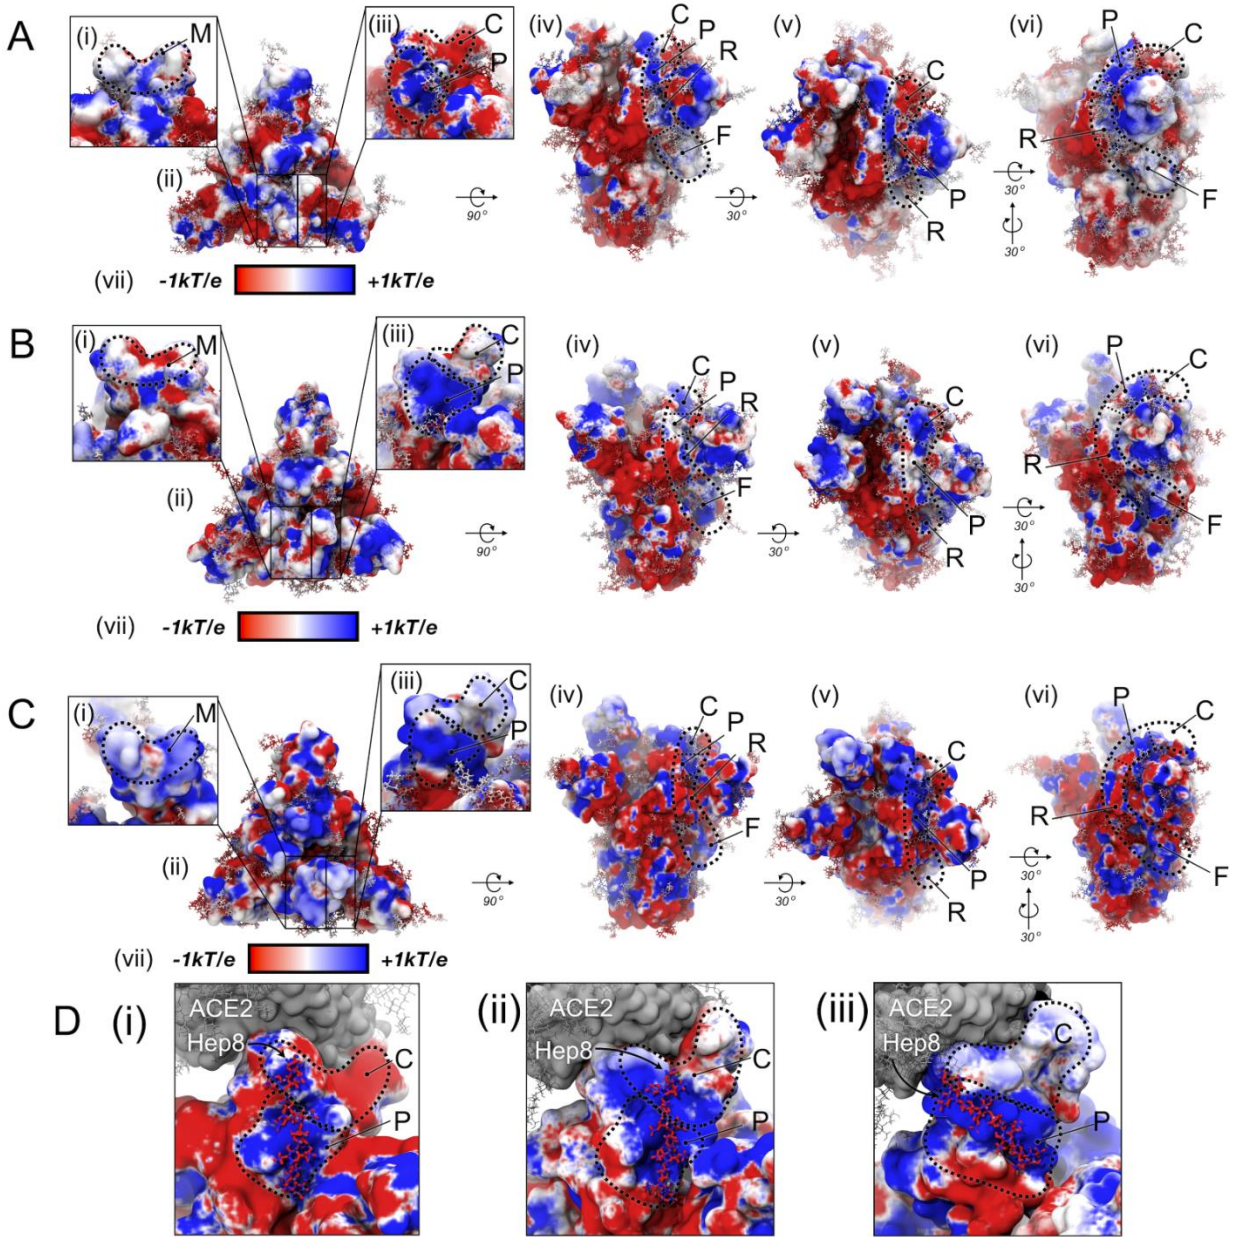 A
(i)
M
(ii)
(iii)
C
P
90°
(iv)
C
P
R
F
30°
(v)
C
P
R
30°
30°
(vi)
P
C
R
F
(vii) -1kT/e +1kT/e
B
(i)
M
(ii)
(iii)
C
P
90°
(iv)
C
P
R
F
30°
(v)
C
P
R
30°
30°
(vi)
P
C
R
F
(vii) -1kT/e +1kT/e
C
(i)
M
(ii)
(iii)
C
P
90°
(iv)
C
P
R
F
30°
(v)
C
P
R
30°
30°
(vi)
P
C
R
F
(vii) -1kT/e +1kT/e
D
(i)
ACE2
Hep8
C
P
(ii)
ACE2
Hep8
C
P
(iii)
ACE2
Hep8
C
P